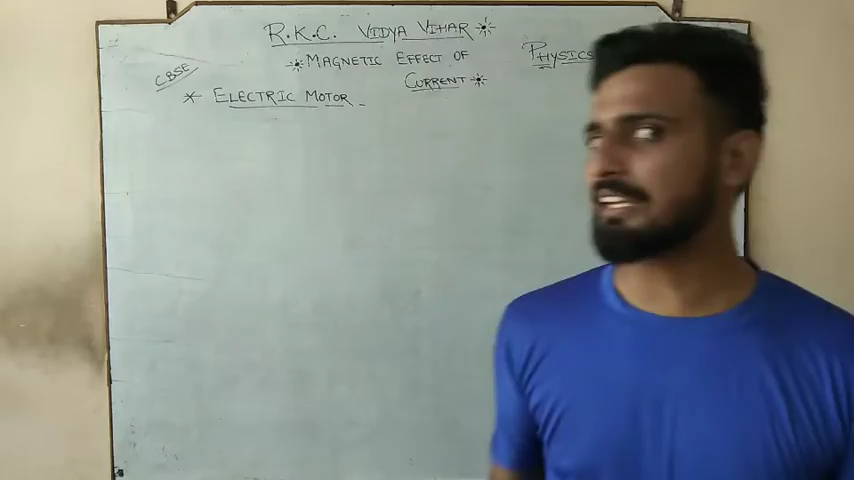 R.K.C. VIDYA VIHAR
MAGNETIC EFFECT OF
CURRENT
PHYSICS
CBSE
* ELECTRIC MOTOR _